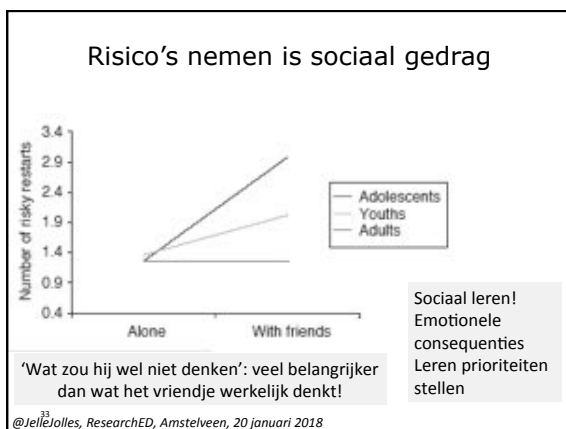 Risico’s nemen is sociaal gedrag
Number of risky restarts
3.4
2.9
2.4
1.9
1.4
0.9
0.4
Alone
With friends
Adolescents
Youths
Adults
Sociaal leren!
Emotionele
consequenties
Leren prioriteiten
stellen
‘Wat zou hij wel niet denken’: veel belangrijker
dan wat het vriendje werkelijk denkt!
33
@JelleJolles, ResearchED, Amstelveen, 20 januari 2018